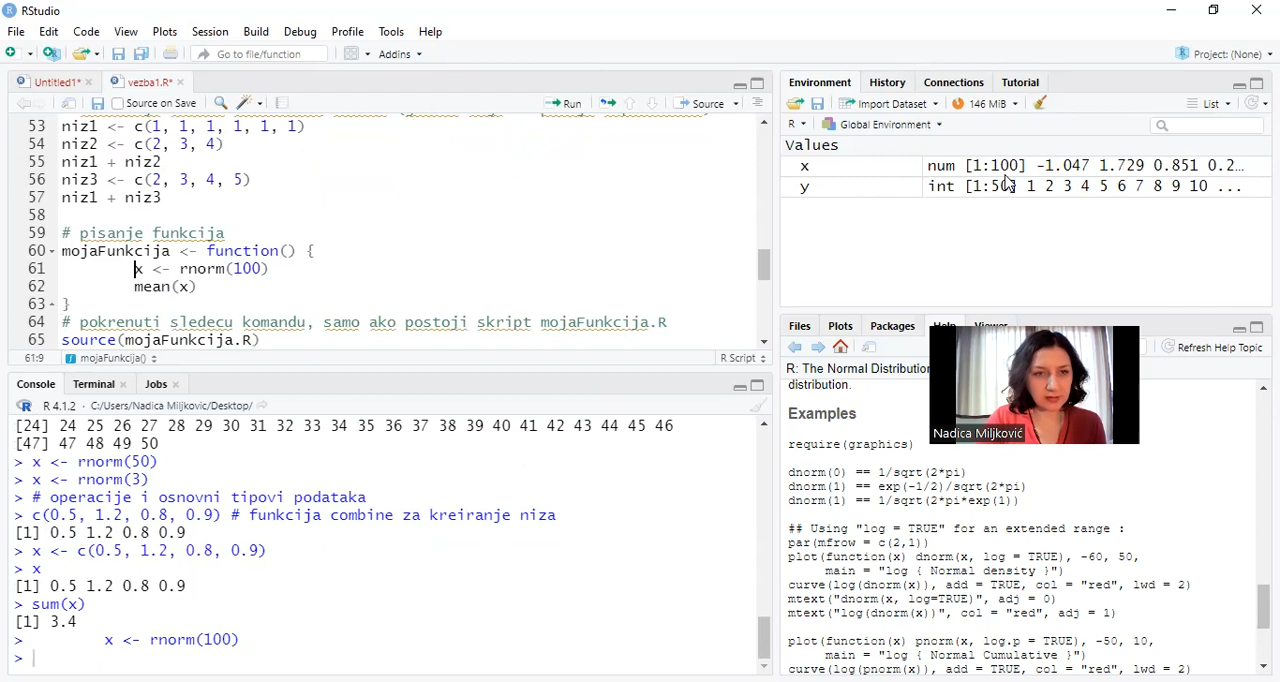 RStudio
File Edit Code View Plots Session Build Debug Profile Tools Help
Go to file/function Addins Project: (None)
Untitled1* vezba1.R*
Source on Save Run Source
53 niz1 <- c(1, 1, 1, 1, 1, 1)
54 niz2 <- c(2, 3, 4)
55 niz1 + niz2
56 niz3 <- c(2, 3, 4, 5)
57 niz1 + niz3
58
59 # pisanje funkcija
60 mojaFunkcija <- function() {
61 x <- rnorm(100)
62 mean(x)
63 }
64 # pokrenuti sledecu komandu, samo ako postoji skript mojaFunkcija.R
65 source(mojaFunkcija.R)
61:9 mojaFunkcija() R Script
Console Terminal Jobs
R 4.1.2 · C:/Users/Nadica Miljkovic/Desktop/
[24] 24 25 26 27 28 29 30 31 32 33 34 35 36 37 38 39 40 41 42 43 44 45 46
[47] 47 48 49 50
> x <- rnorm(50)
> x <- rnorm(3)
> # operacije i osnovni tipovi podataka
> c(0.5, 1.2, 0.8, 0.9) # funkcija combine za kreiranje niza
[1] 0.5 1.2 0.8 0.9
> x <- c(0.5, 1.2, 0.8, 0.9)
> x
[1] 0.5 1.2 0.8 0.9
> sum(x)
[1] 3.4
> x <- rnorm(100)
>
Environment History Connections Tutorial
Import Dataset 146 MiB List
R Global Environment
Values
x num [1:100] -1.047 1.729 0.851 0.2...
y int [1:50] 1 2 3 4 5 6 7 8 9 10 ...
Files Plots Packages Help Viewer
Refresh Help Topic
R: The Normal Distribution
distribution.
Examples
require(graphics)
dnorm(0) == 1/sqrt(2*pi)
dnorm(1) == exp(-1/2)/sqrt(2*pi)
dnorm(1) == 1/sqrt(2*pi*exp(1))
## Using "log = TRUE" for an extended range :
par(mfrow = c(2,1))
plot(function(x) dnorm(x, log = TRUE), -60, 50,
main = "log { Normal density }")
curve(log(dnorm(x)), add = TRUE, col = "red", lwd = 2)
mtext("dnorm(x, log=TRUE)", adj = 0)
mtext("log(dnorm(x))", col = "red", adj = 1)
plot(function(x) pnorm(x, log.p = TRUE), -50, 10,
main = "log { Normal Cumulative }")
curve(log(pnorm(x)), add = TRUE, col = "red", lwd = 2)
Nadica Miljković